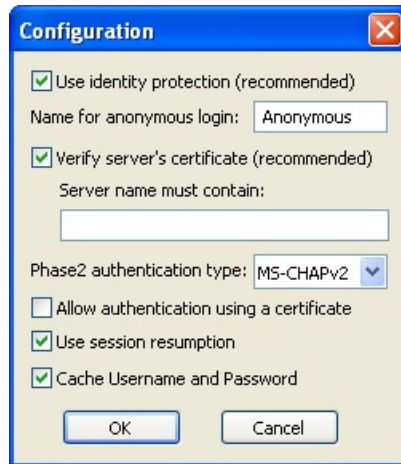 Configuration
Use identity protection (recommended)
Name for anonymous login: Anonymous
Verify server's certificate (recommended)
Server name must contain:
Phase2 authentication type: MS-CHAPv2
Allow authentication using a certificate
Use session resumption
Cache Username and Password
OK Cancel